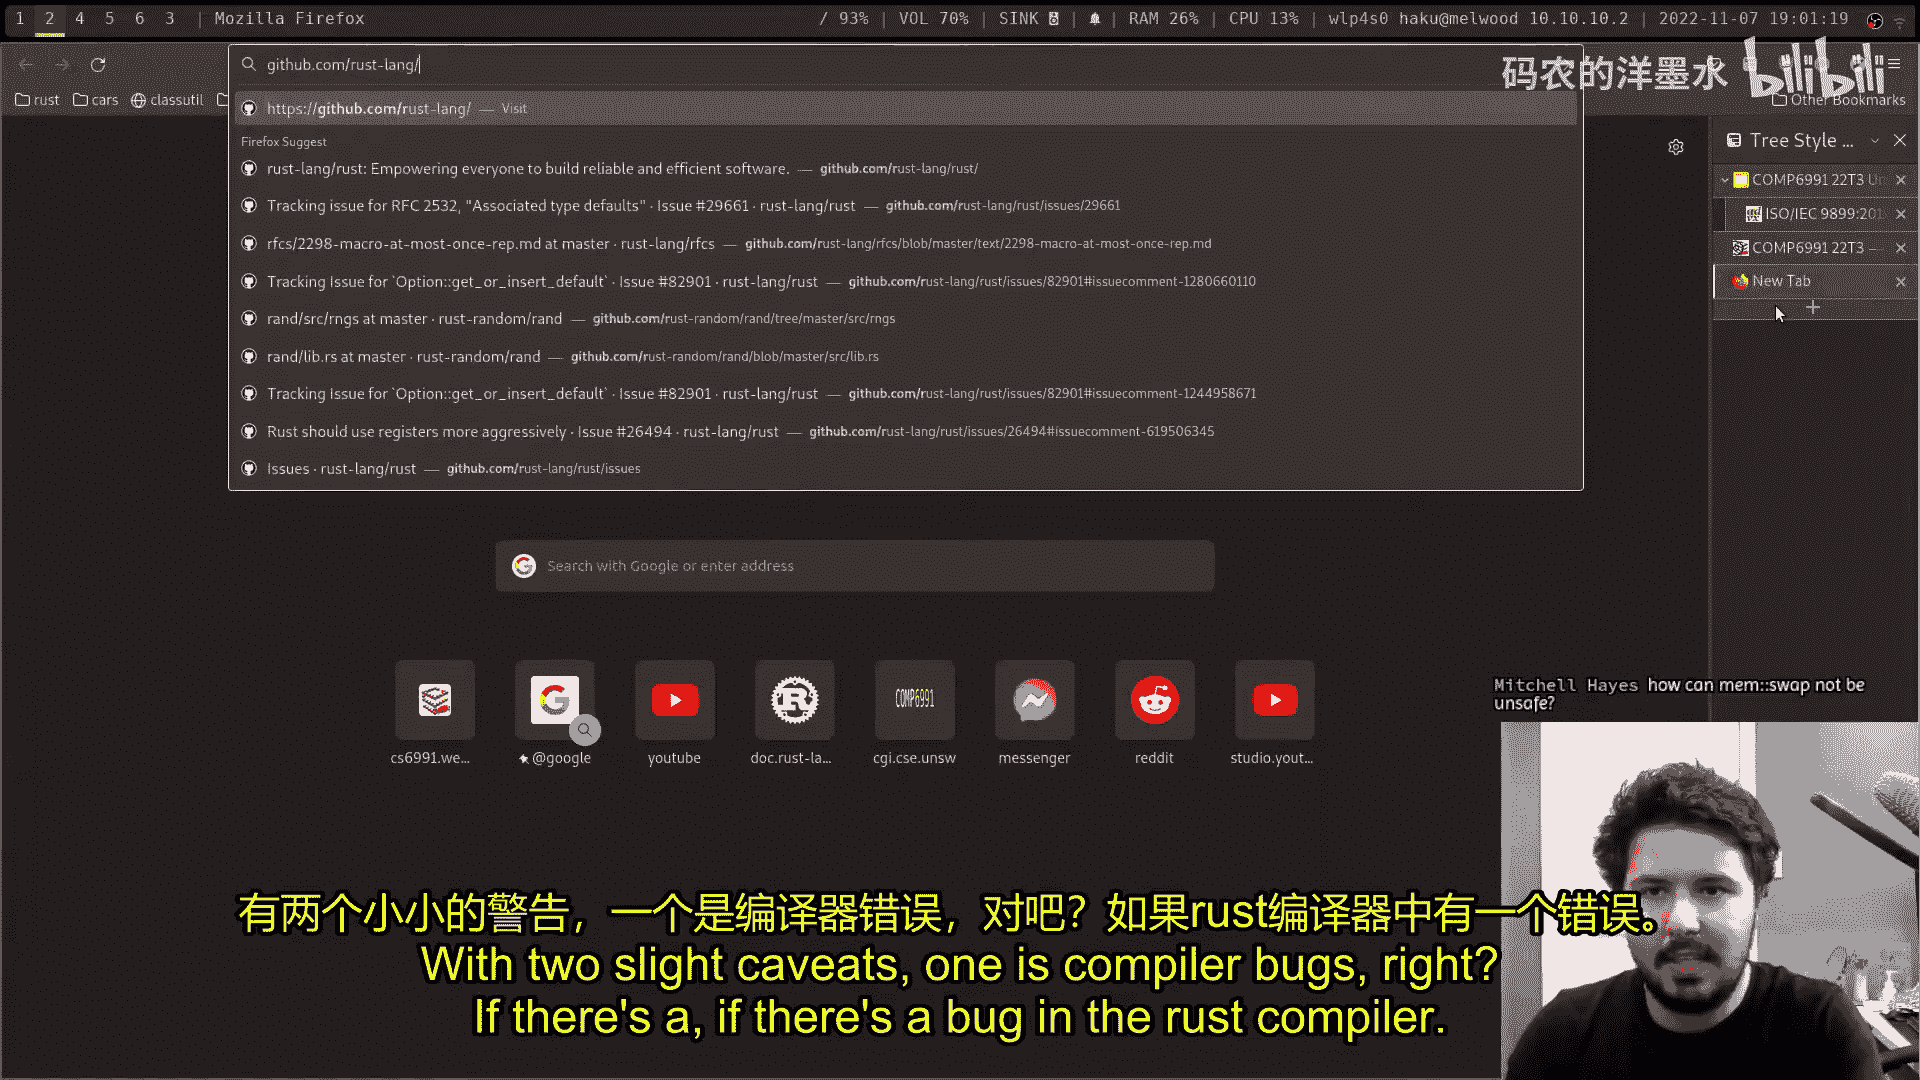 1 2 4 5 6 3 | Mozilla Firefox
/ 93% | VOL 70% | SINK | | RAM 26% | CPU 13% | wlp4s0 haku@melwood 10.10.10.2 | 2022-11-07 19:01:19
github.com/rust-lang/
码农的洋墨水 bilibili
rust cars classutil
Other Bookmarks
https://github.com/rust-lang/ — Visit
Firefox Suggest
rust-lang/rust: Empowering everyone to build reliable and efficient software. — github.com/rust-lang/rust/
Tracking issue for RFC 2532, "Associated type defaults" · Issue #29661 · rust-lang/rust — github.com/rust-lang/rust/issues/29661
rfcs/2298-macro-at-most-once-rep.md at master · rust-lang/rfcs — github.com/rust-lang/rfcs/blob/master/text/2298-macro-at-most-once-rep.md
Tracking Issue for `Option::get_or_insert_default` · Issue #82901 · rust-lang/rust — github.com/rust-lang/rust/issues/82901#issuecomment-1280660110
rand/src/rngs at master · rust-random/rand — github.com/rust-random/rand/tree/master/src/rngs
rand/lib.rs at master · rust-random/rand — github.com/rust-random/rand/blob/master/src/lib.rs
Tracking Issue for `Option::get_or_insert_default` · Issue #82901 · rust-lang/rust — github.com/rust-lang/rust/issues/82901#issuecomment-1244958671
Rust should use registers more aggressively · Issue #26494 · rust-lang/rust — github.com/rust-lang/rust/issues/26494#issuecomment-619506345
Issues · rust-lang/rust — github.com/rust-lang/rust/issues
Tree Style ...
COMP6991 22T3 Un
ISO/IEC 9899:201
COMP6991 22T3 —
New Tab
Search with Google or enter address
COMP6991
cs6991.we... @google youtube doc.rust-la... cgi.cse.unsw messenger reddit studio.yout...
Mitchell Hayes how can mem::swap not be
unsafe?
有两个小小的警告，一个是编译器错误，对吧？如果rust编译器中有一个错误。
With two slight caveats, one is compiler bugs, right?
If there's a, if there's a bug in the rust compiler.